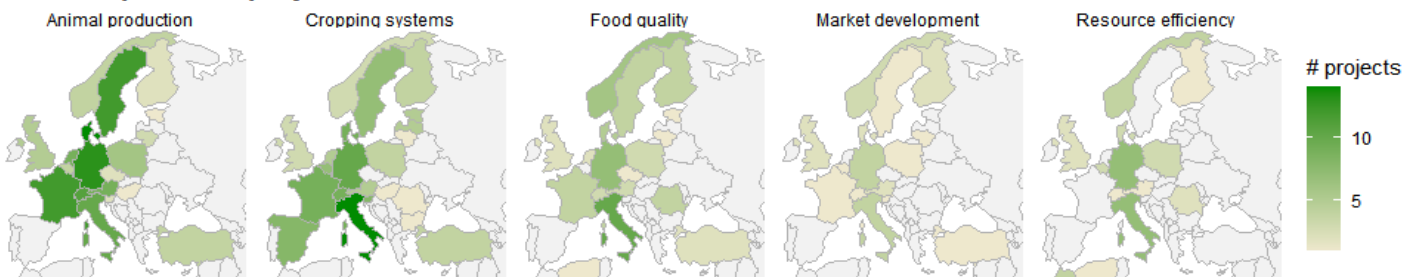 Animal production
Cropping systems
Food quality
Market development
Resource efficiency
# projects
10
5